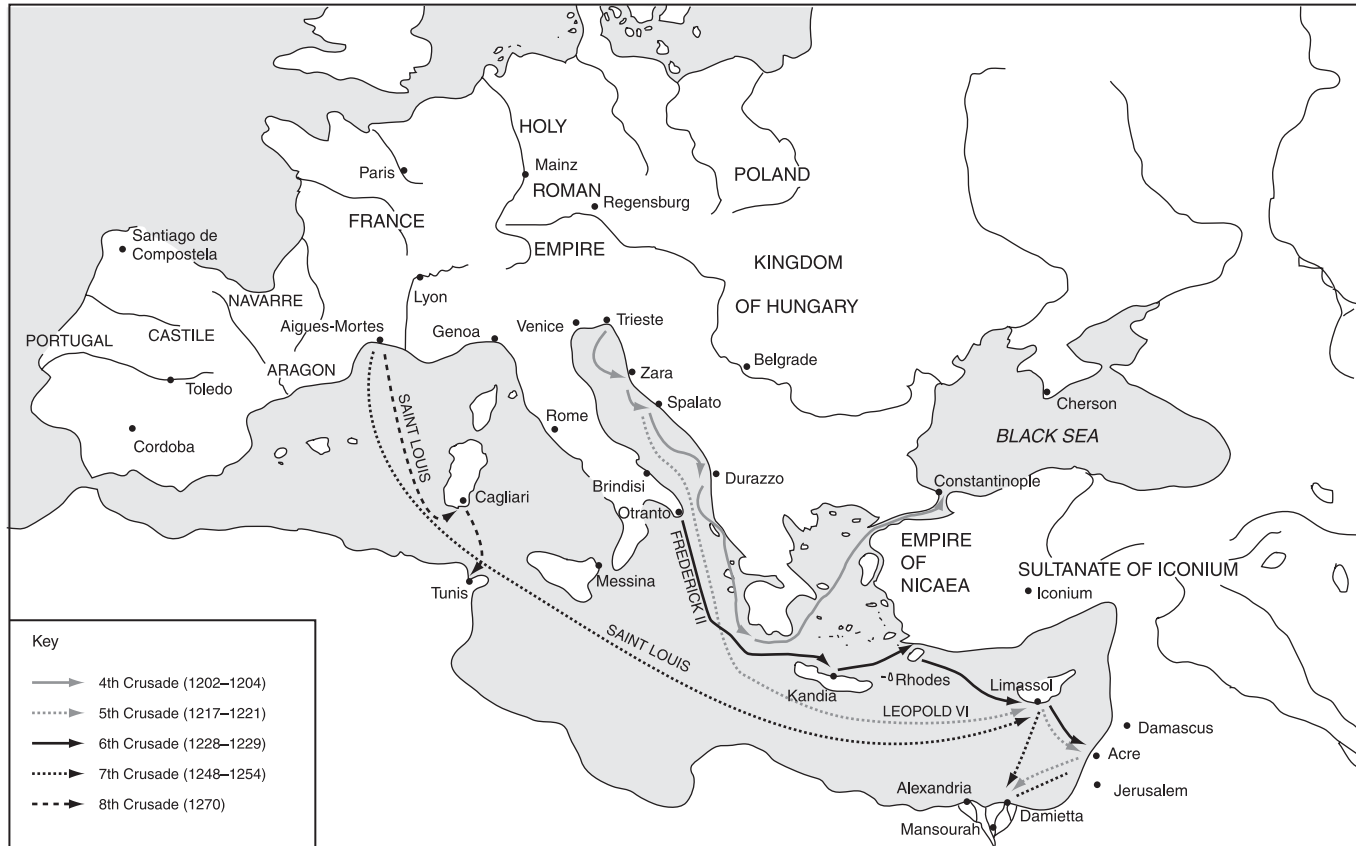 HOLY
Mainz
Paris
POLAND
ROMAN
Regensburg
FRANCE
Santiago de
Compostela
EMPIRE
KINGDOM
OF HUNGARY
Lyon
NAVARRE
Aigues-Mortes
Genoa
Venice
Trieste
PORTUGAL
CASTILE
ARAGON
Belgrade
Zara
Toledo
Spalato
Cherson
SAINT LOUIS
Rome
Cordoba
BLACK SEA
Durazzo
Constantinople
Brindisi
Cagliari
Otranto
EMPIRE
OF
NICAEA
FREDERICK II
SULTANATE OF ICONIUM
Iconium
Messina
Tunis
SAINT LOUIS
Rhodes
Kandia
Limassol
LEOPOLD VI
Damascus
Acre
Jerusalem
Alexandria
Damietta
Mansourah
Key
4th Crusade (1202–1204)
5th Crusade (1217–1221)
6th Crusade (1228–1229)
7th Crusade (1248–1254)
8th Crusade (1270)